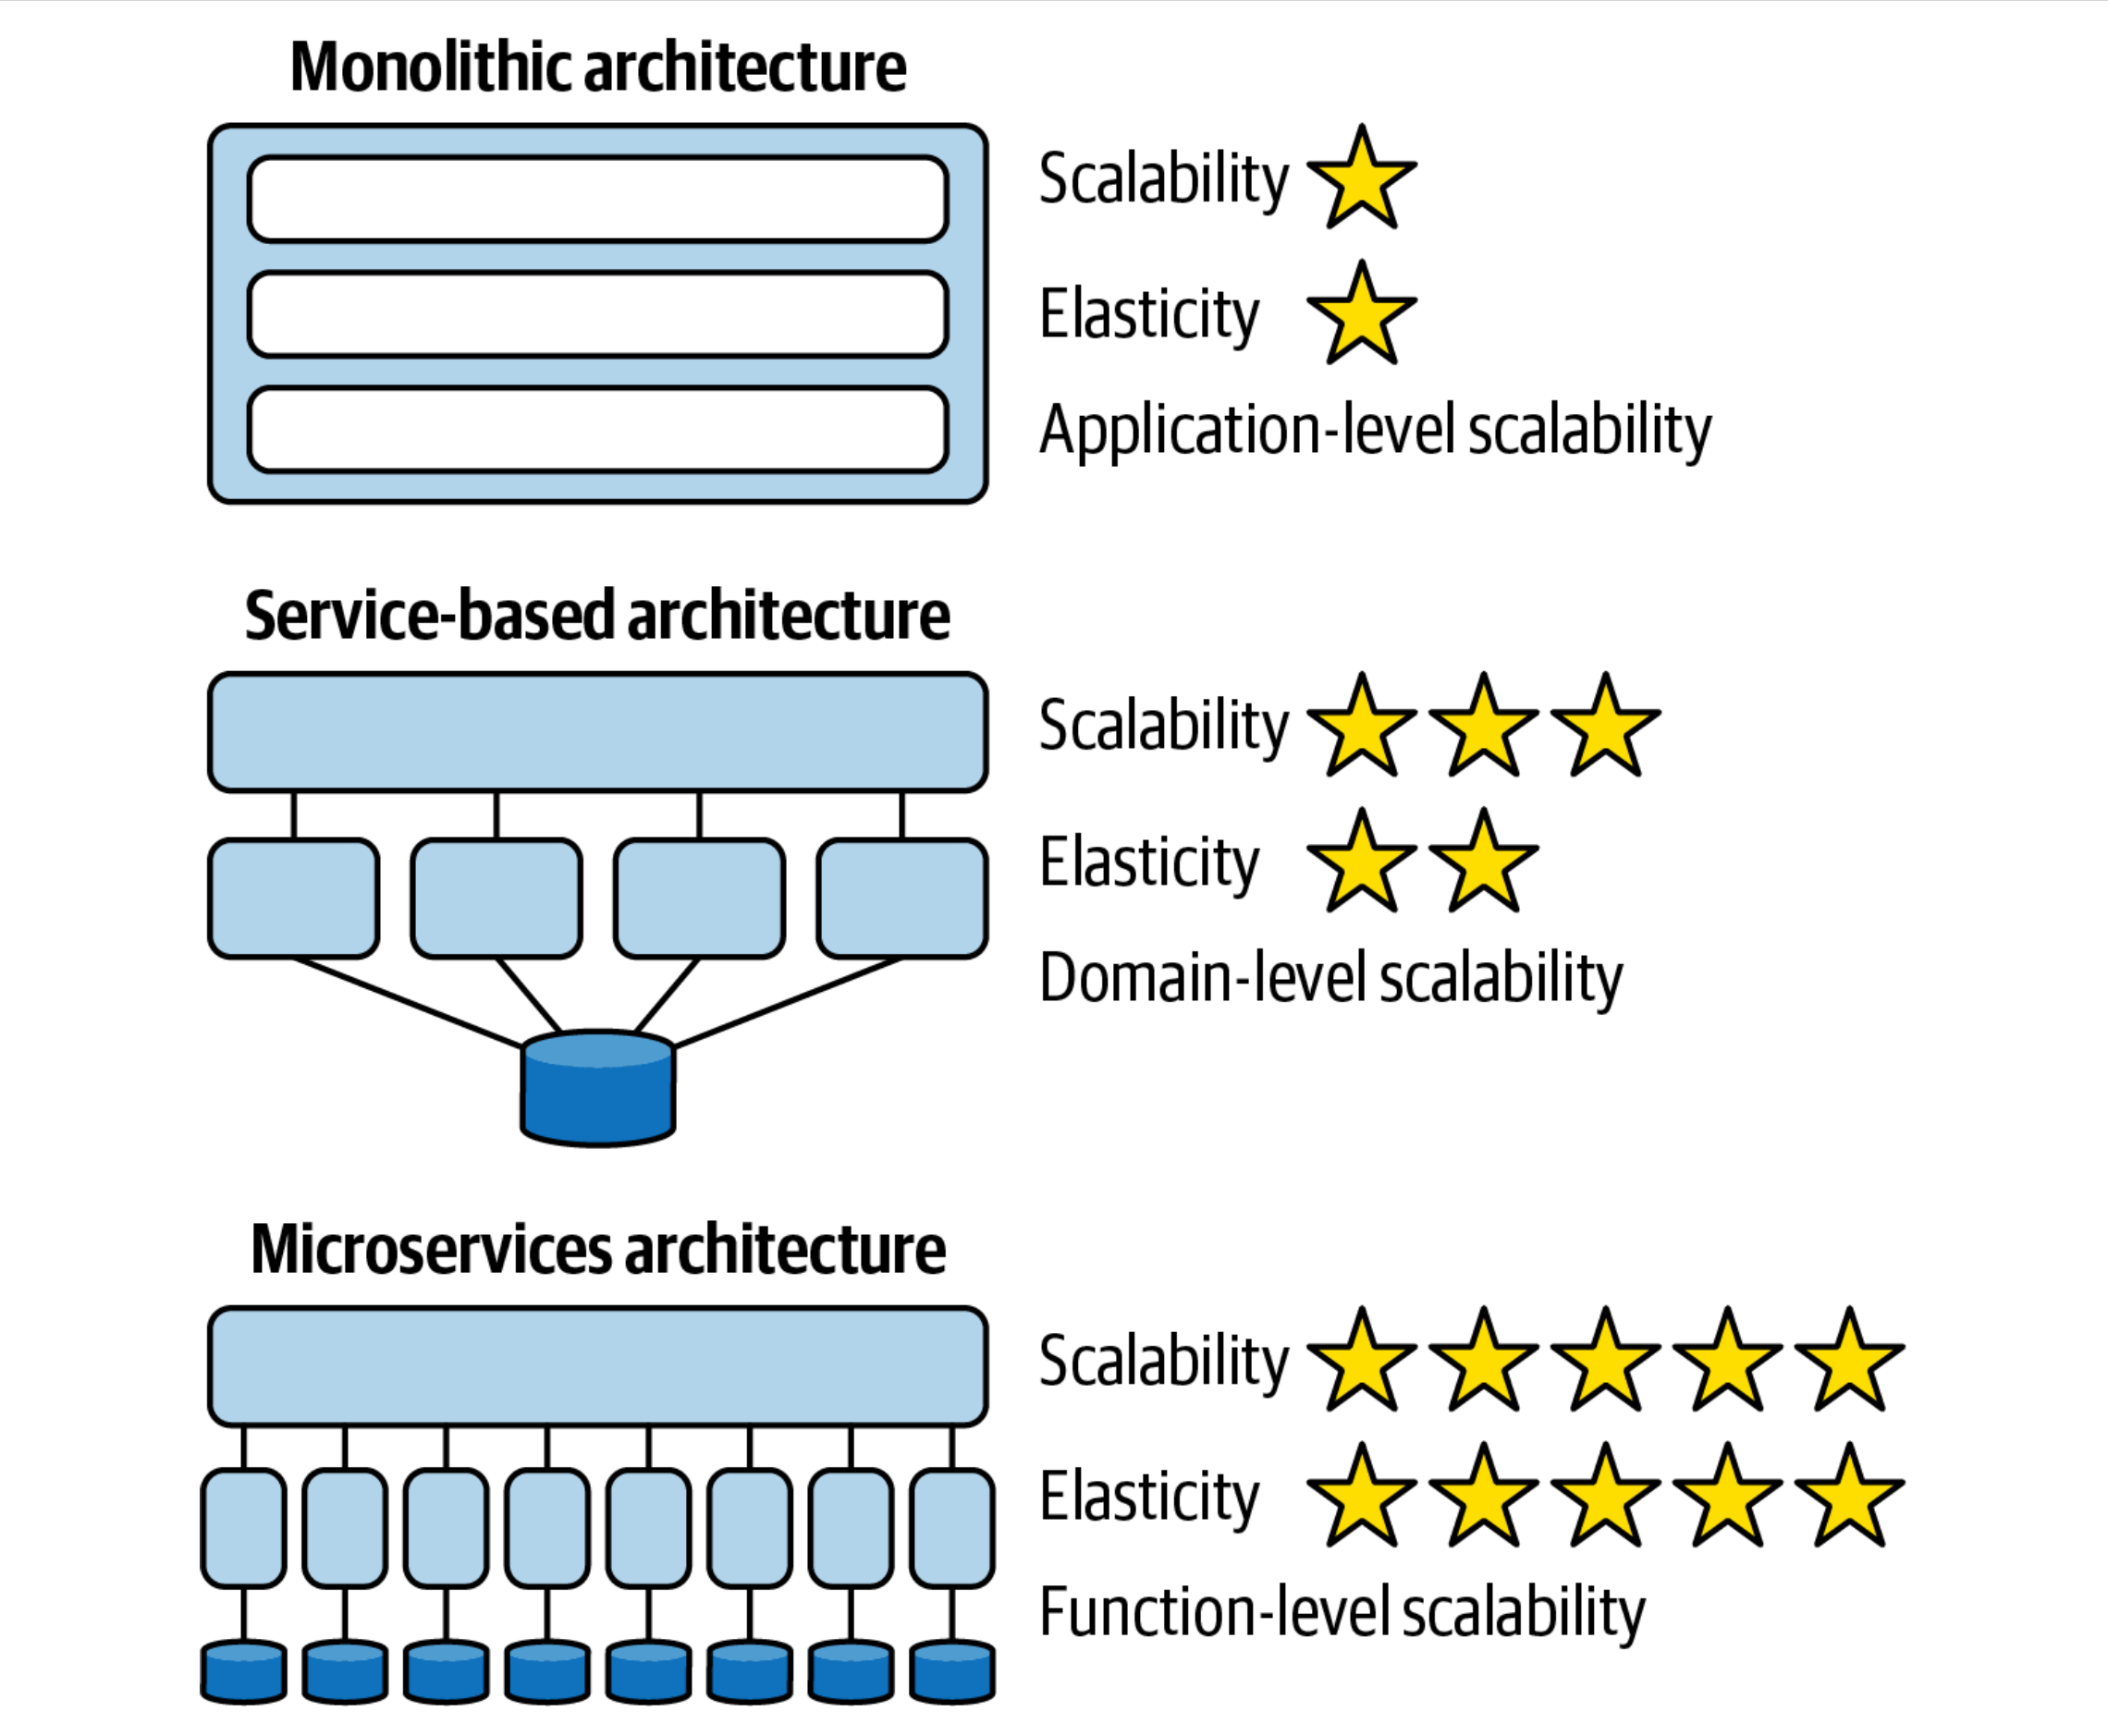 Monolithic architecture
Scalability
Elasticity
Application-level scalability
Service-based architecture
Scalability
Elasticity
Domain-level scalability
Microservices architecture
Scalability
Elasticity
Function-level scalability